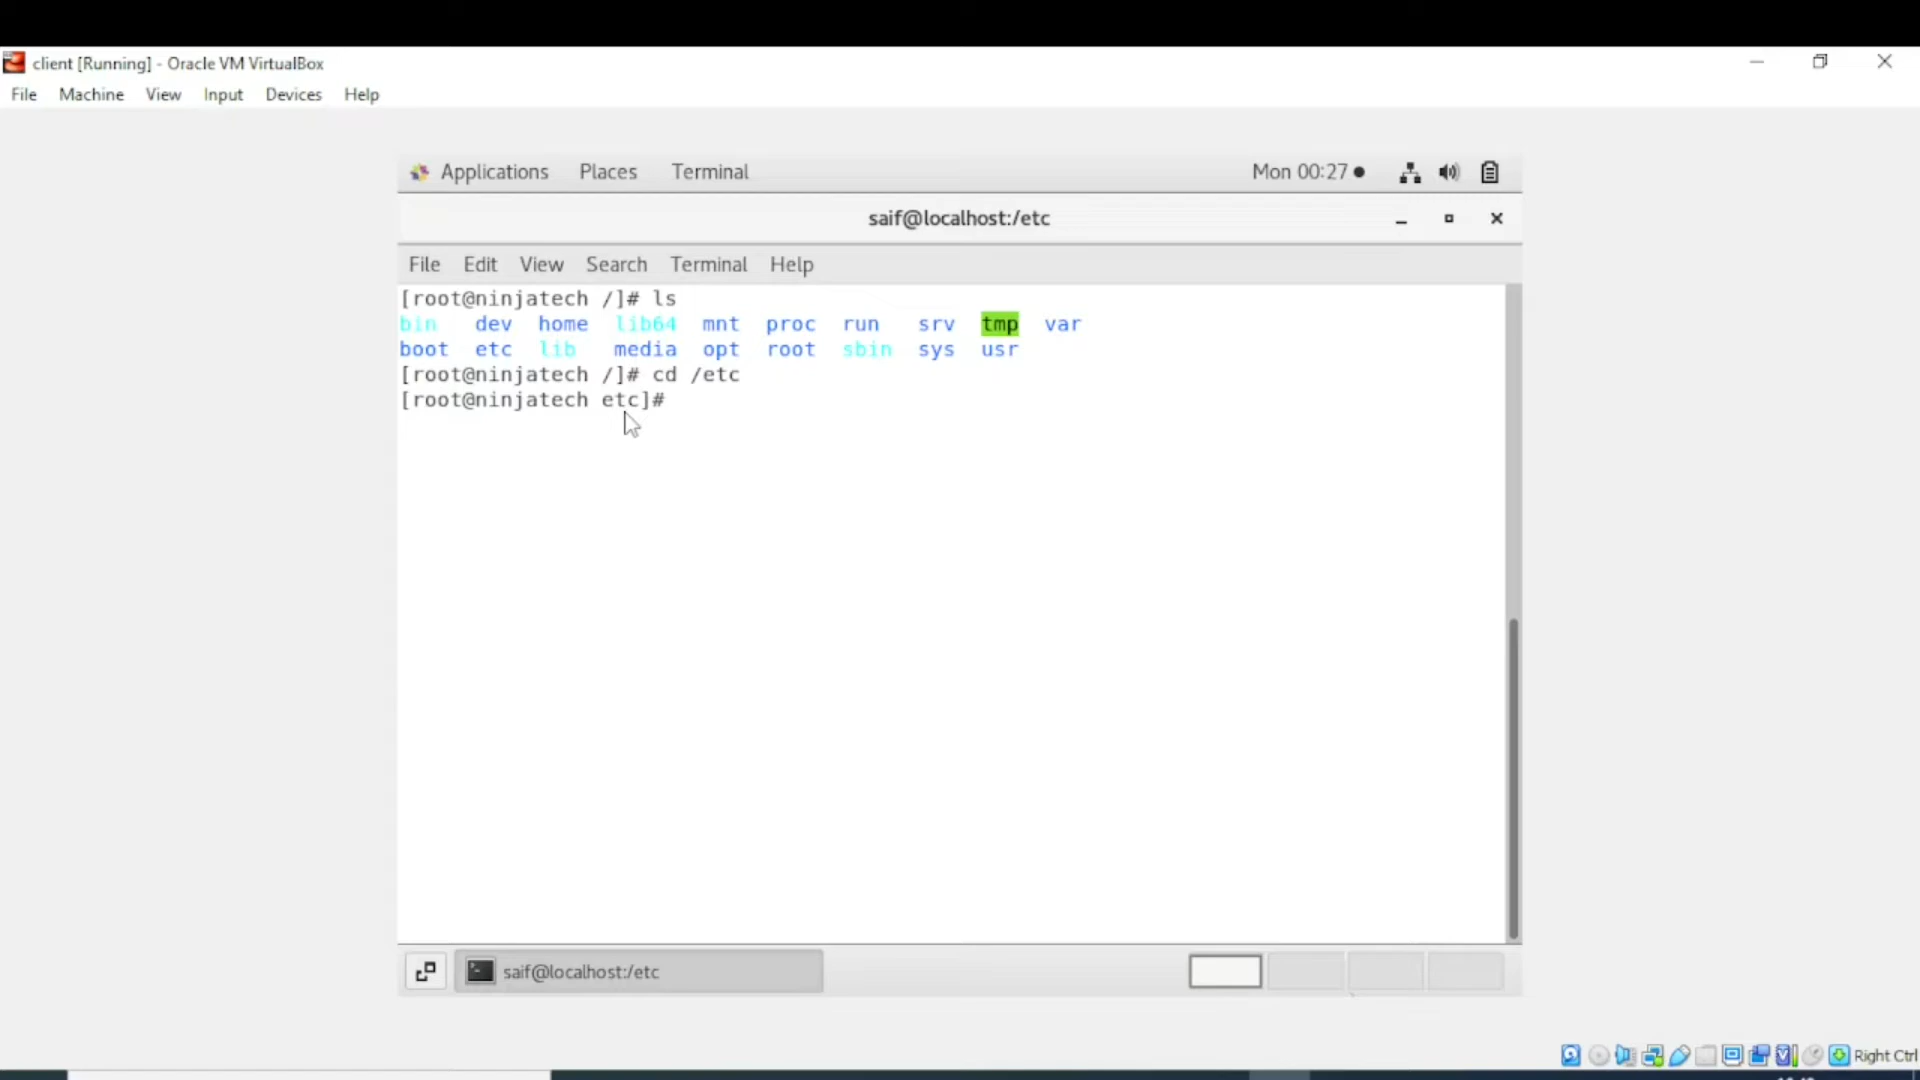 client [Running] - Oracle VM VirtualBox
File Machine View Input Devices Help
Applications Places Terminal Mon 00:27
saif@localhost:/etc
File Edit View Search Terminal Help
[root@ninjatech /]# ls
bin dev home lib64 mnt proc run srv tmp var
boot etc lib media opt root sbin sys usr
[root@ninjatech /]# cd /etc
[root@ninjatech etc]#
saif@localhost:/etc
Right Ctrl